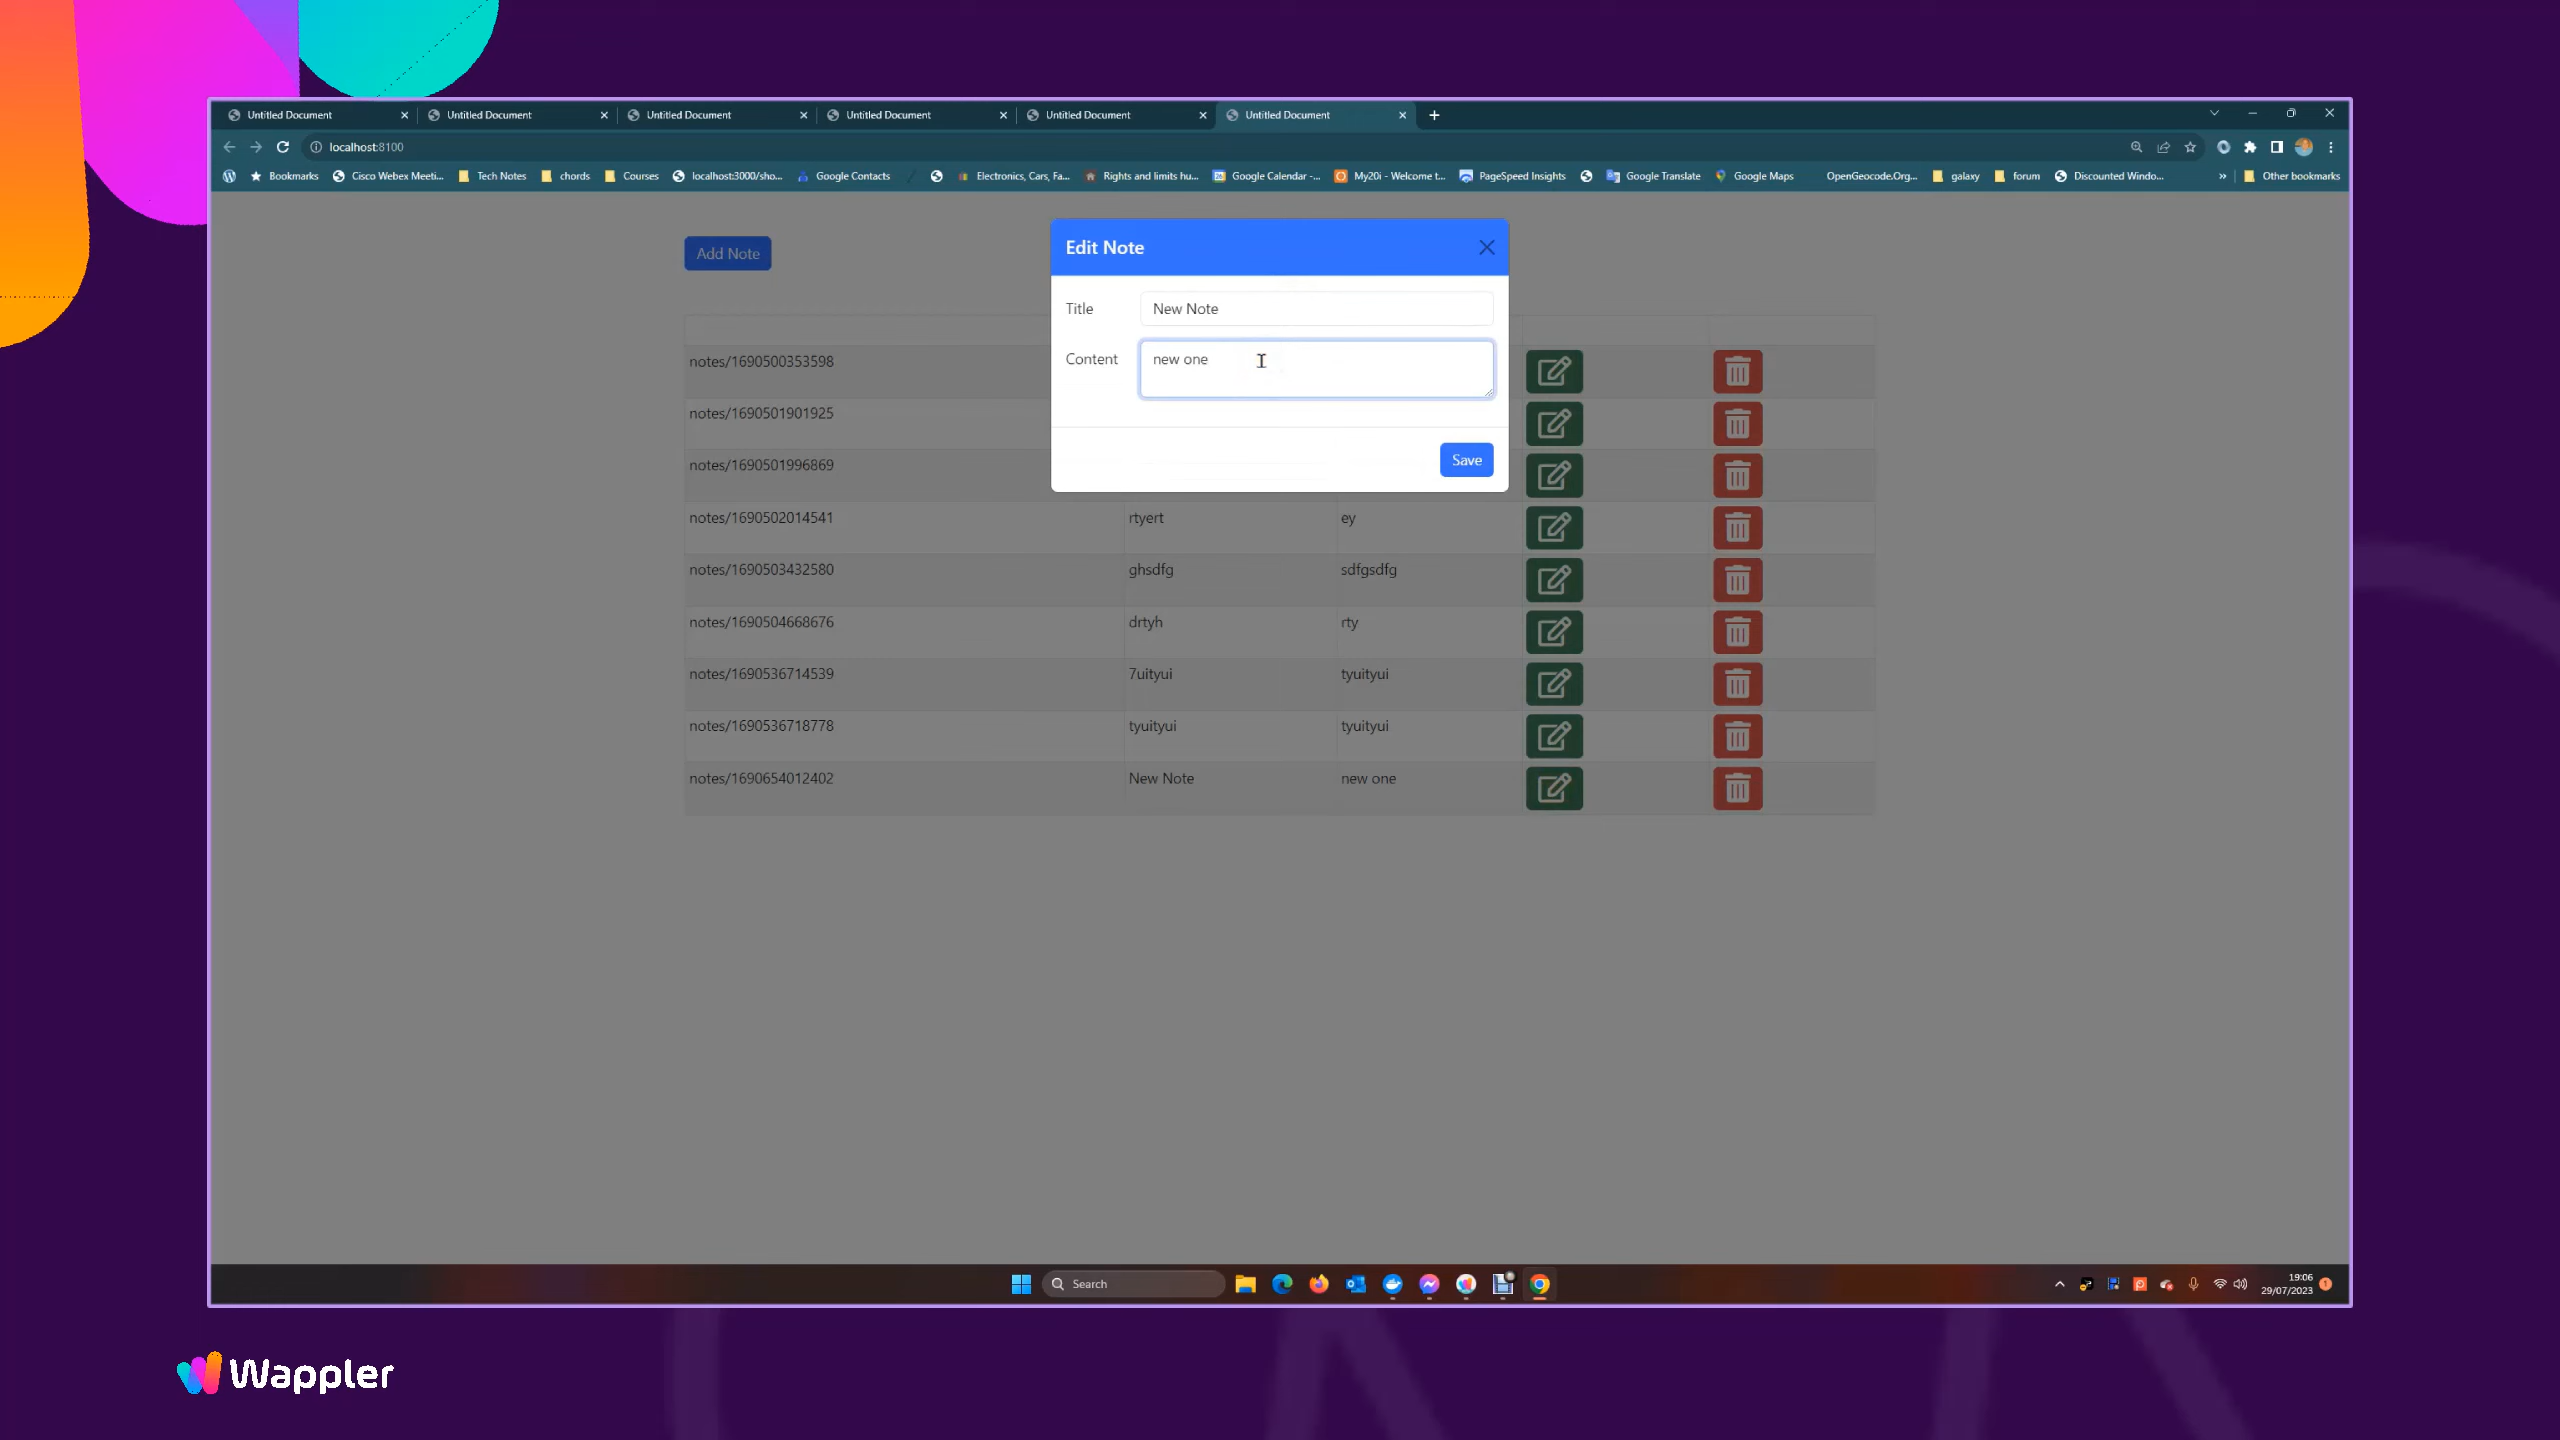 Untitled Document Untitled Document Untitled Document Untitled Document Untitled Document Untitled Document
localhost:8100
Bookmarks Cisco Webex Meeti... Tech Notes chords Courses localhost:3000/sho... Google Contacts Electronics, Cars, Fa... Rights and limits hu... Google Calendar -... My20i - Welcome t... PageSpeed Insights Google Translate Google Maps OpenGeocode.Org... galaxy forum Discounted Windo... » Other bookmarks
Add Note
Edit Note
Title New Note
Content new one
Save
notes/1690500353598
notes/1690501901925
notes/1690501996869
notes/1690502014541 rtyert ey
notes/1690503432580 ghsdfg sdfgsdfg
notes/1690504668676 drtyh rty
notes/1690536714539 7uityui tyuityui
notes/1690536718778 tyuityui tyuityui
notes/1690654012402 New Note new one
Search
19:06
29/07/2023
1
Wappler